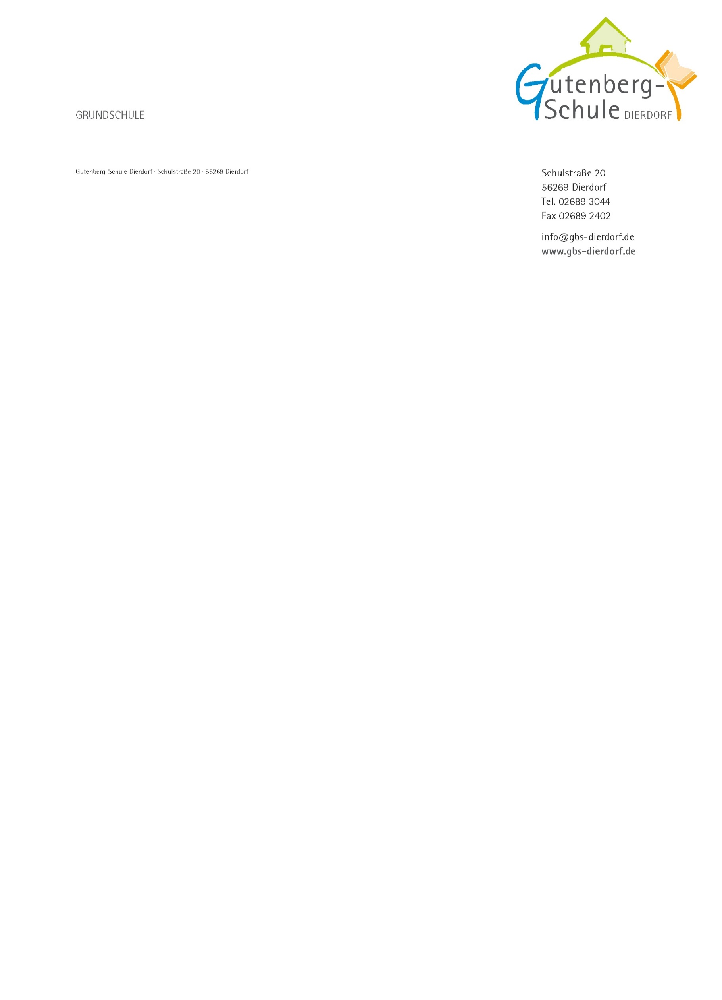 Gutenberg-
Schule DIERDORF
GRUNDSCHULE
Gutenberg-Schule Dierdorf · Schulstraße 20 · 56269 Dierdorf
Schulstraße 20
56269 Dierdorf
Tel. 02689 3044
Fax 02689 2402
info@gbs-dierdorf.de
www.gbs-dierdorf.de